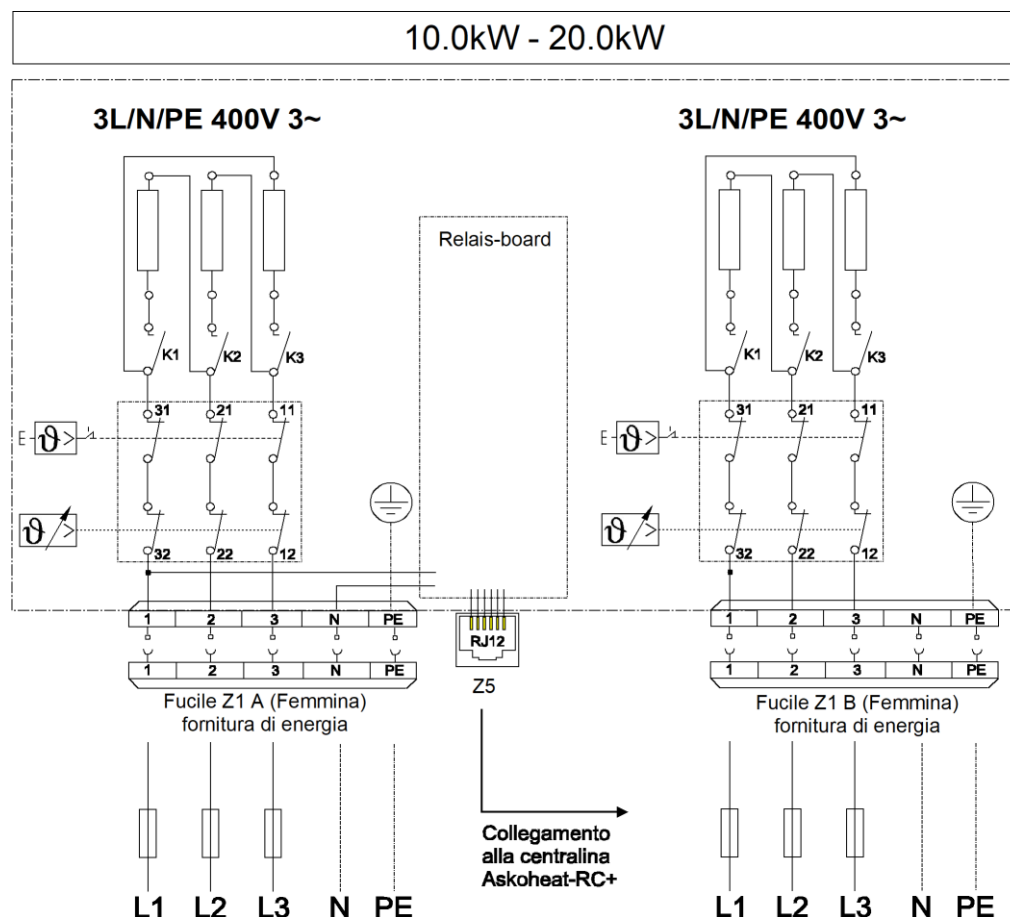 10.0kW - 20.0kW
3L/N/PE 400V 3~
3L/N/PE 400V 3~
Relais-board
K1 K2 K3
K1 K2 K3
31 21 11
31 21 11
E ϑ >
E ϑ >
ϑ >
ϑ >
32 22 12
32 22 12
1 2 3 N PE
1 2 3 N PE
RJ12
1 2 3 N PE
1 2 3 N PE
Z5
Fucile Z1 A (Femmina)
fornitura di energia
Fucile Z1 B (Femmina)
fornitura di energia
Collegamento
alla centralina
Askoheat-RC+
L1 L2 L3 N PE
L1 L2 L3 N PE